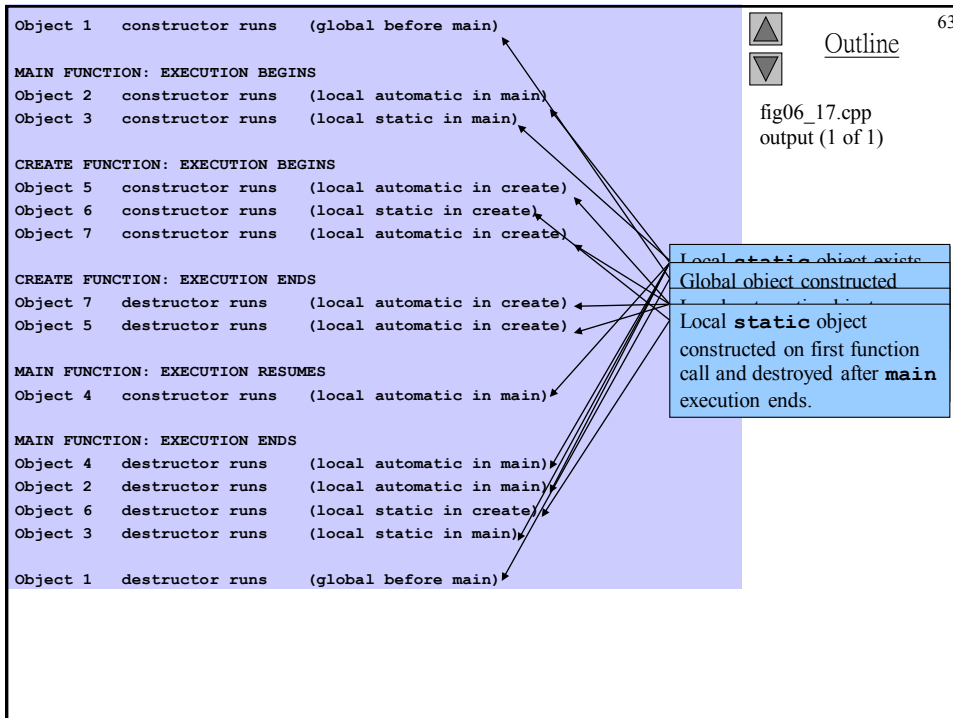 Object 1 constructor runs (global before main)
MAIN FUNCTION: EXECUTION BEGINS
Object 2 constructor runs (local automatic in main)
Object 3 constructor runs (local static in main)
CREATE FUNCTION: EXECUTION BEGINS
Object 5 constructor runs (local automatic in create)
Object 6 constructor runs (local static in create)
Object 7 constructor runs (local automatic in create)
CREATE FUNCTION: EXECUTION ENDS
Object 7 destructor runs (local automatic in create)
Object 5 destructor runs (local automatic in create)
MAIN FUNCTION: EXECUTION RESUMES
Object 4 constructor runs (local automatic in main)
MAIN FUNCTION: EXECUTION ENDS
Object 4 destructor runs (local automatic in main)
Object 2 destructor runs (local automatic in main)
Object 6 destructor runs (local static in create)
Object 3 destructor runs (local static in main)
Object 1 destructor runs (global before main)
63
Outline
fig06_17.cpp
output (1 of 1)
Local static object exists
Global object constructed
Local static object
constructed on first function
call and destroyed after main
execution ends.